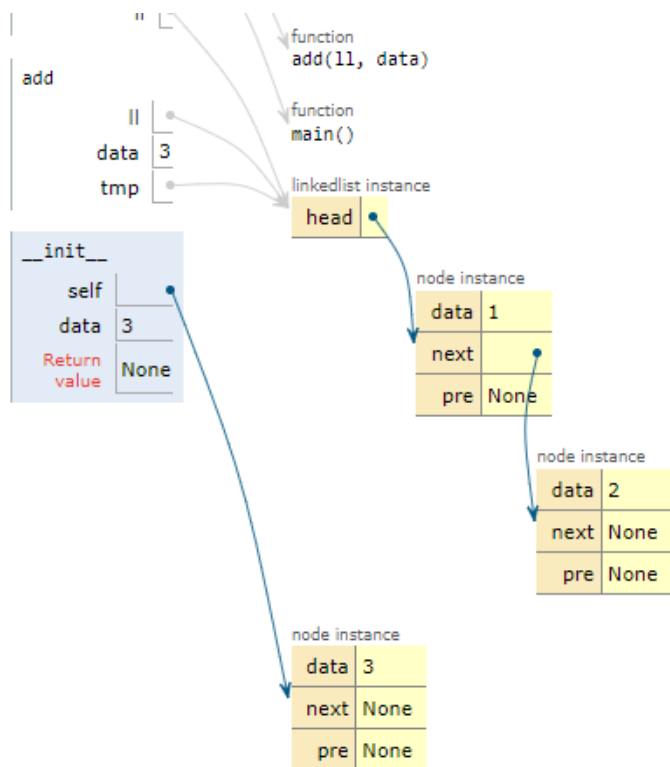 ll
function
add(ll, data)
add
ll
data 3
tmp
function
main()
linkedlist instance
head
__init__
self
data 3
Return
value None
node instance
data 1
next
pre None
node instance
data 2
next None
pre None
node instance
data 3
next None
pre None